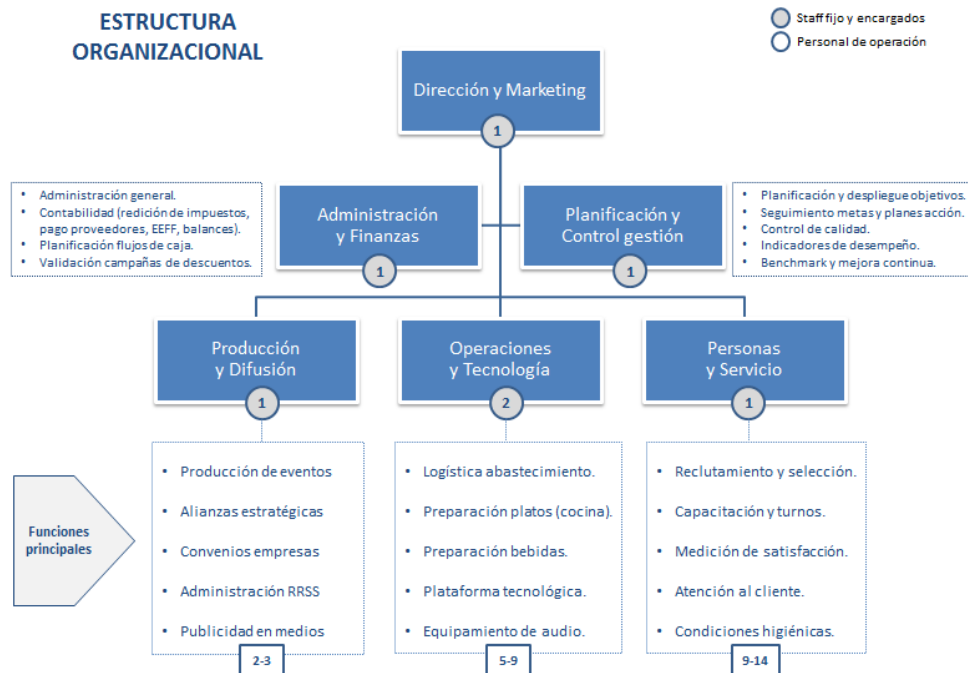 ESTRUCTURA
ORGANIZACIONAL
Staff fijo y encargados
Personal de operación
Dirección y Marketing
1
• Administración general.
• Contabilidad (redición de impuestos,
pago proveedores, EEFF, balances).
• Planificación flujos de caja.
• Validación campañas de descuentos.
Administración
y Finanzas
1
Planificación y
Control gestión
1
• Planificación y despliegue objetivos.
• Seguimiento metas y planes acción.
• Control de calidad.
• Indicadores de desempeño.
• Benchmark y mejora continua.
Producción
y Difusión
1
Operaciones
y Tecnología
2
Personas
y Servicio
1
Funciones
principales
• Producción de eventos
• Alianzas estratégicas
• Convenios empresas
• Administración RRSS
• Publicidad en medios
2-3
• Logística abastecimiento.
• Preparación platos (cocina).
• Preparación bebidas.
• Plataforma tecnológica.
• Equipamiento de audio.
5-9
• Reclutamiento y selección.
• Capacitación y turnos.
• Medición de satisfacción.
• Atención al cliente.
• Condiciones higiénicas.
9-14